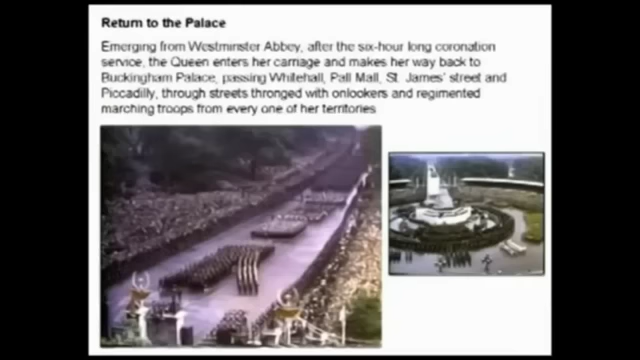 Return to the Palace
Emerging from Westminster Abbey, after the six-hour long coronation
service, the Queen enters her carriage and makes her way back to
Buckingham Palace, passing Whitehall, Pall Mall, St. James' street and
Piccadilly, through streets thronged with onlookers and regimented
marching troops from every one of her territories